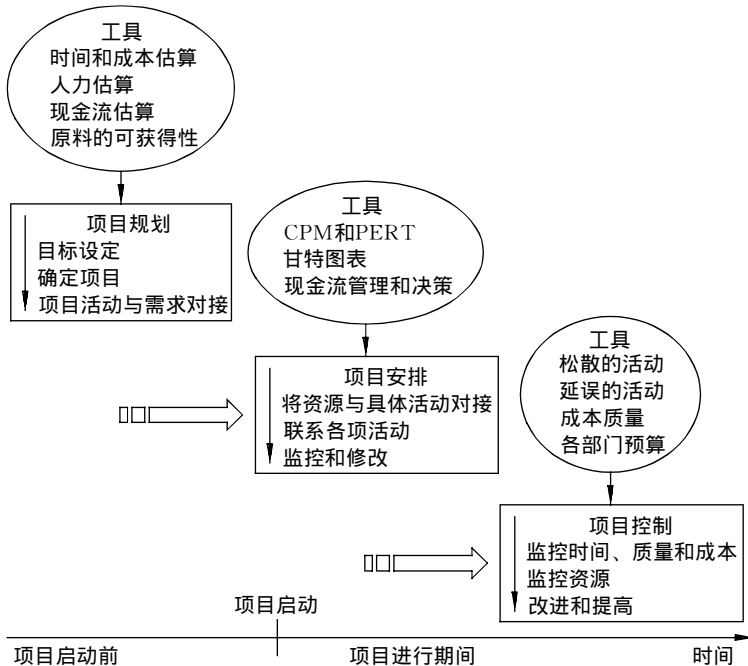 工具
时间和成本估算
人力估算
现金流估算
原料的可获得性
项目规划
目标设定
确定项目
项目活动与需求对接
工具
CPM和PERT
甘特图表
现金流管理和决策
项目安排
将资源与具体活动对接
联系各项活动
监控和修改
工具
松散的活动
延误的活动
成本质量
各部门预算
项目控制
监控时间、质量和成本
监控资源
改进和提高
项目启动
项目启动前
项目进行期间
时间